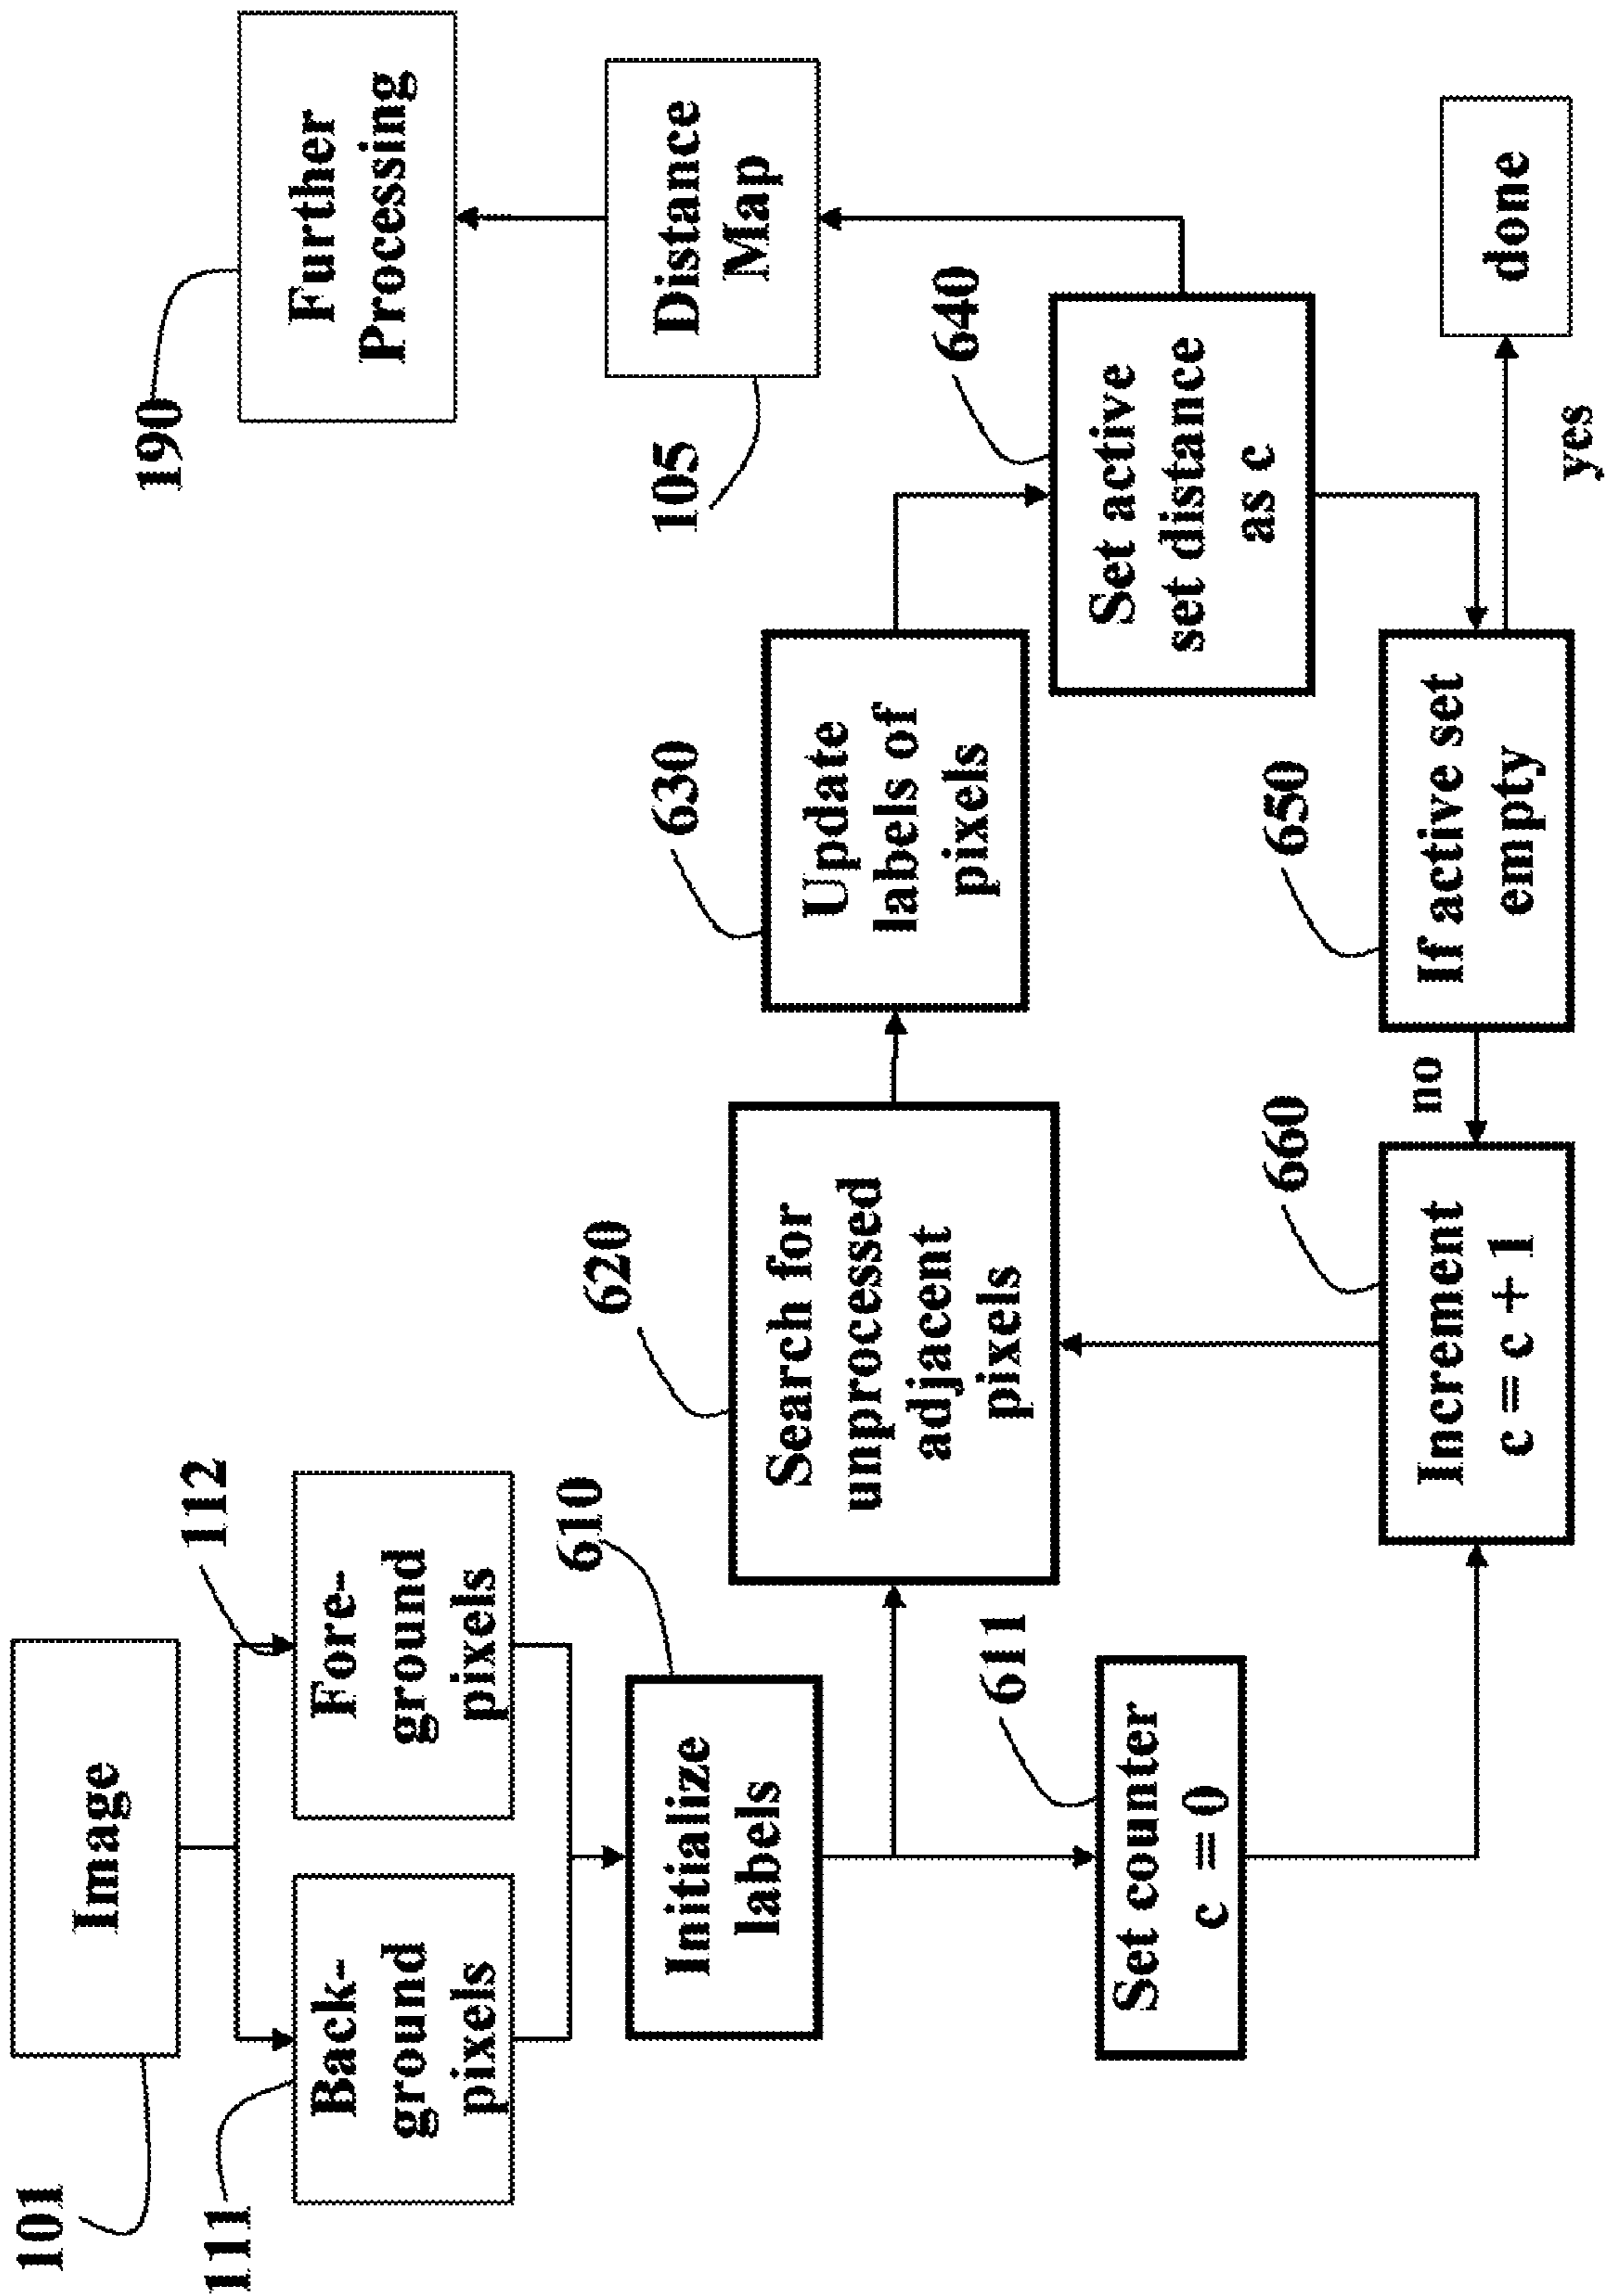 101
Image
111
Back-
ground
pixels
112
Fore-
ground
pixels
610
Initialize
labels
611
Set counter
c = 0
620
Search for
unprocessed
adjacent
pixels
630
Update
labels of
pixels
640
Set active
set distance
as c
650
If active set
empty
no
yes
done
660
Increment
c = c + 1
105
Distance
Map
190
Further
Processing